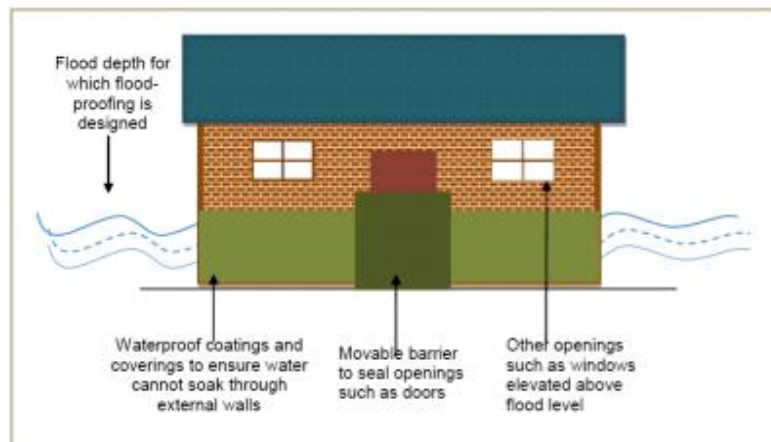 Flood depth for
which flood-
proofing is
designed
Waterproof coatings and
coverings to ensure water
cannot soak through
external walls
Movable barrier
to seal openings
such as doors
Other openings
such as windows
elevated above
flood level